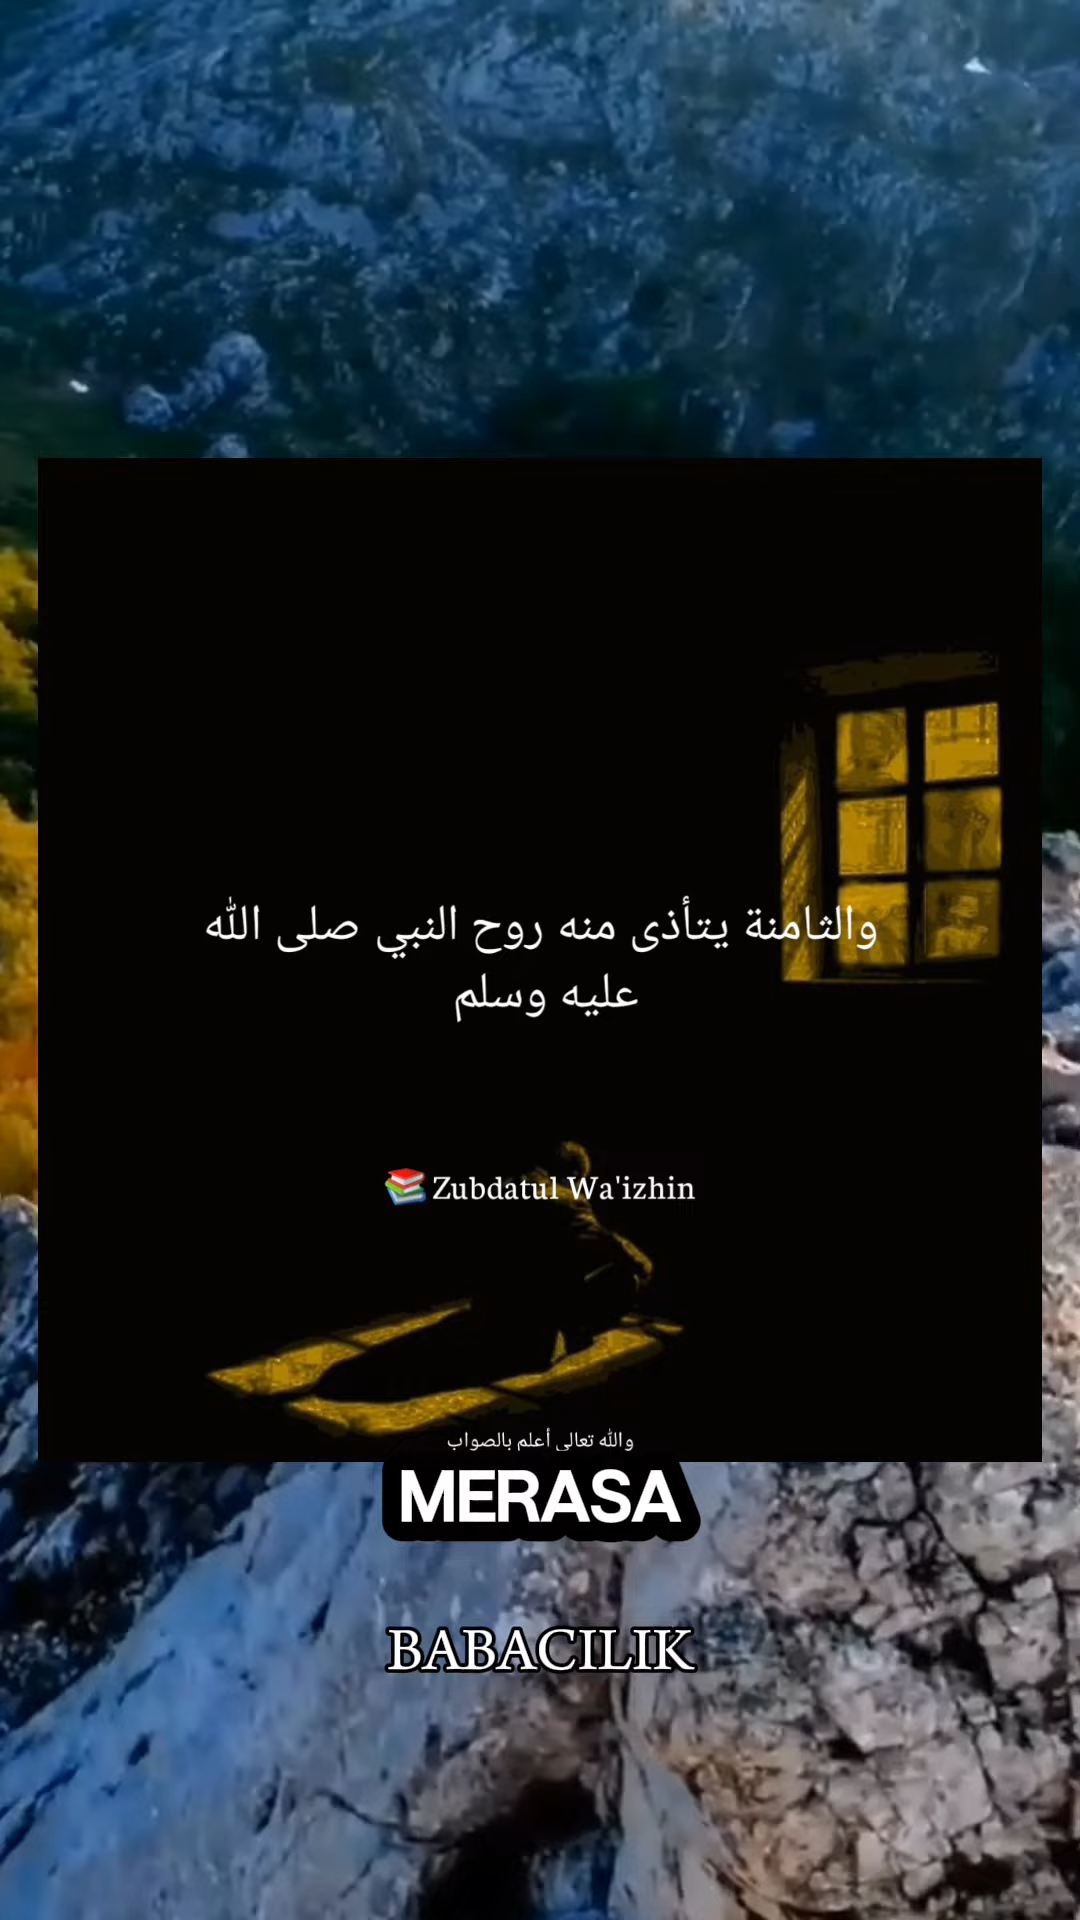 والثامنة يتأذى منه روح النبي صلى الله
عليه وسلم
📚 Zubdatul Wa'izhin
والله تعالى أعلم بالصواب
MERASA
BABACILIK